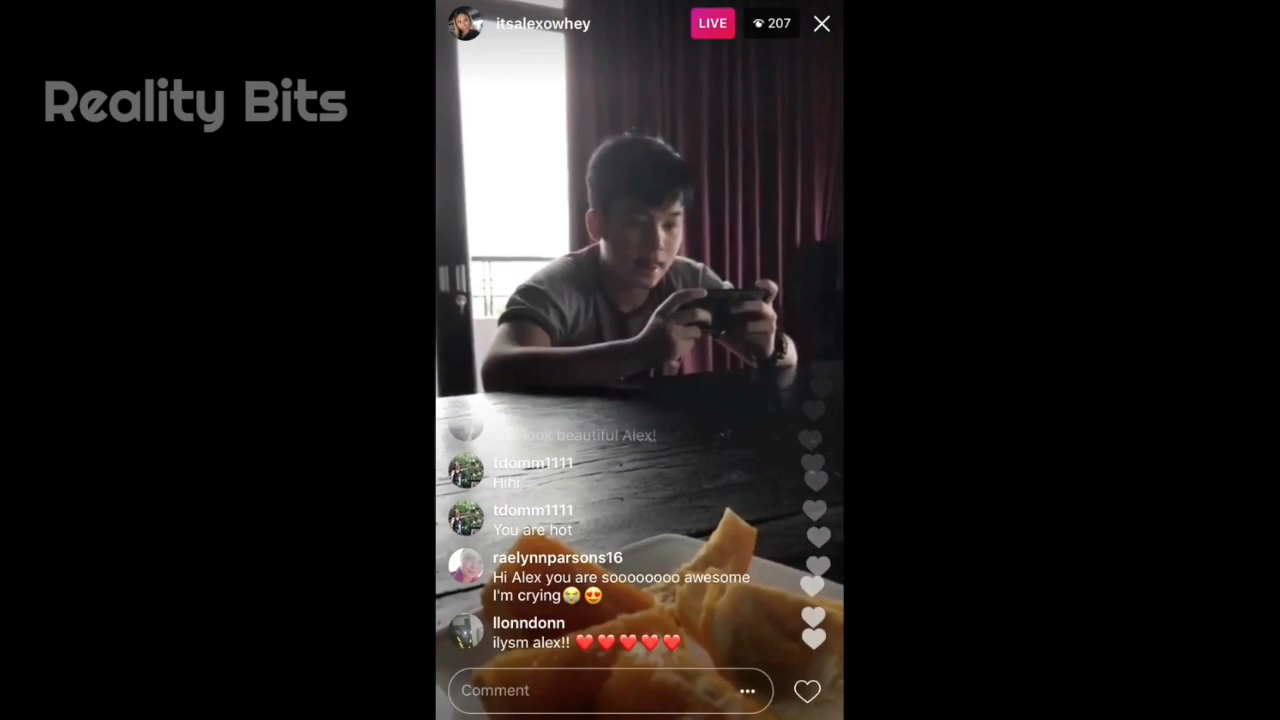 itsalexowhey
LIVE
207
Reality Bits
look beautiful Alex!
tdomm1111
Hihi
tdomm1111
You are hot
raelynnparsons16
Hi Alex you are soooooooo awesome
I'm crying😭😍
llonndonn
ilysm alex!! ❤️❤️❤️❤️❤️
Comment